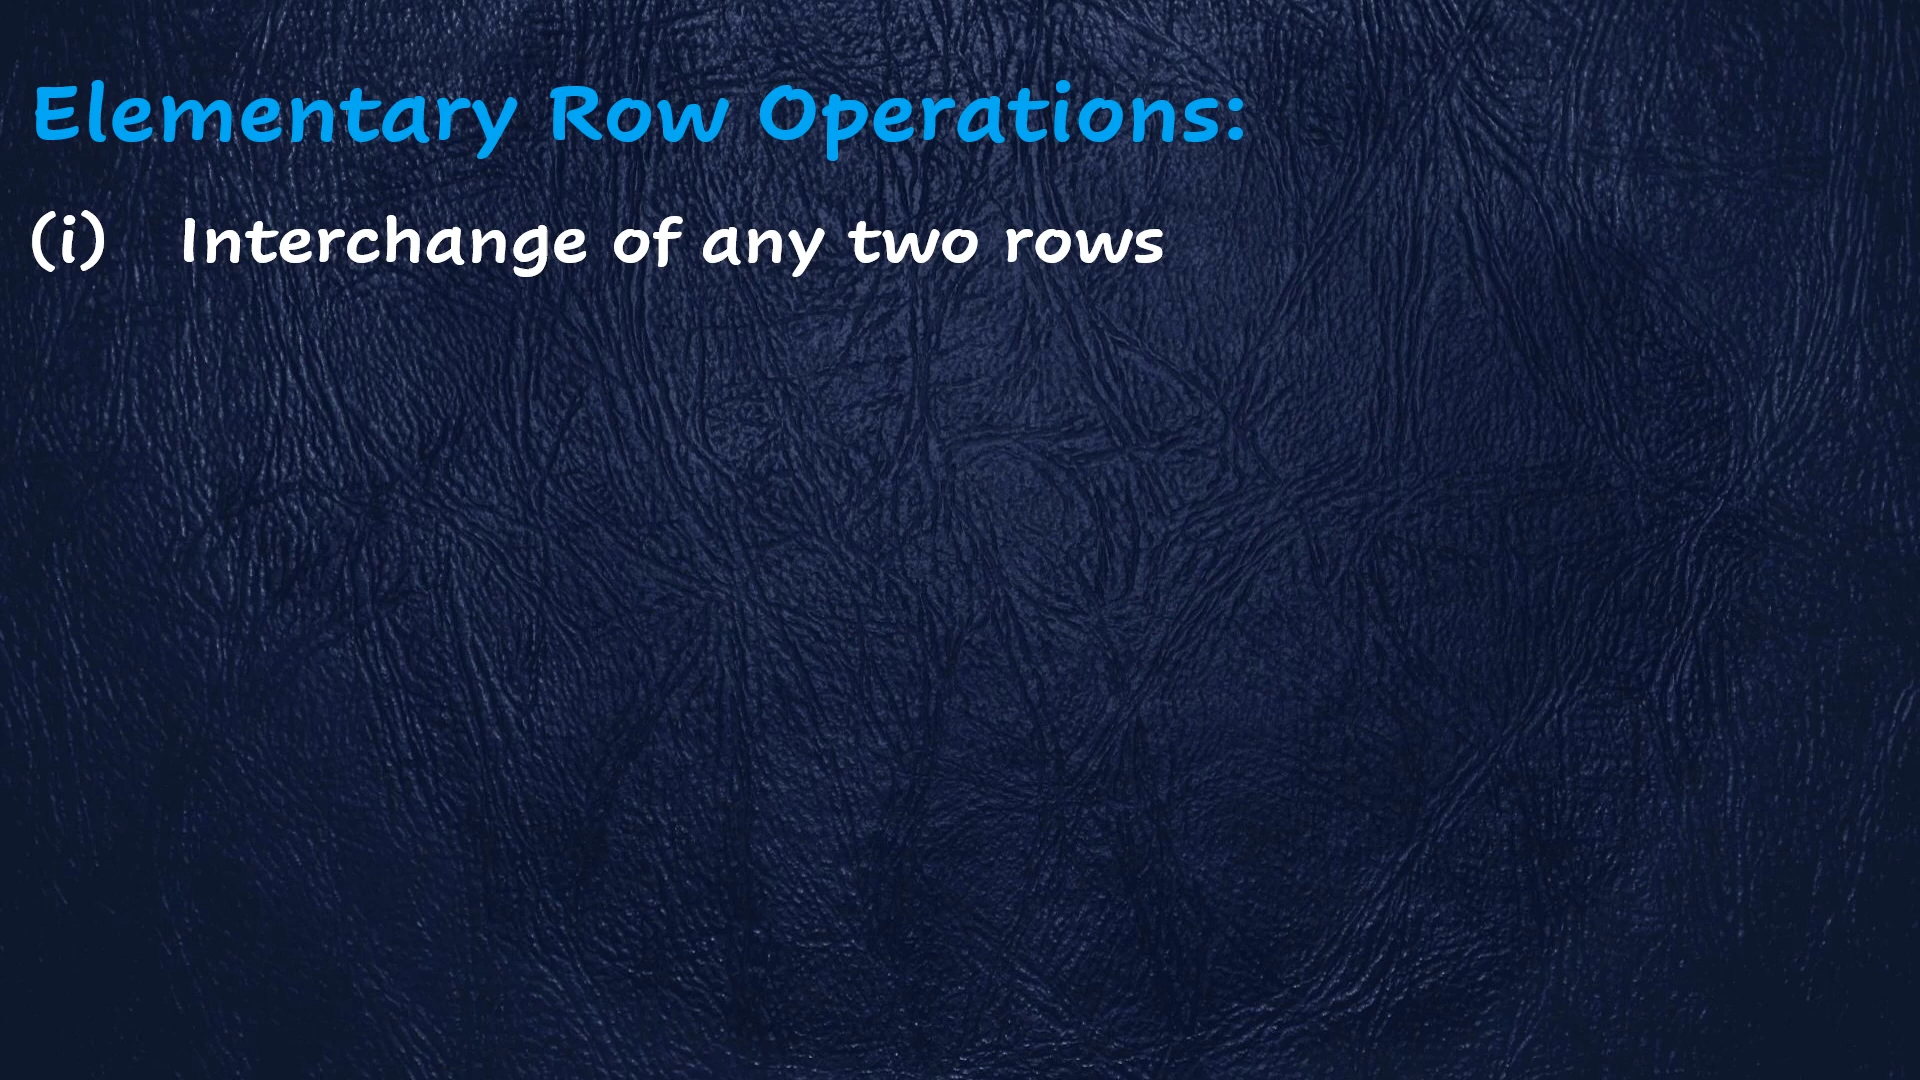 Elementary Row Operations:
(i) Interchange of any two rows